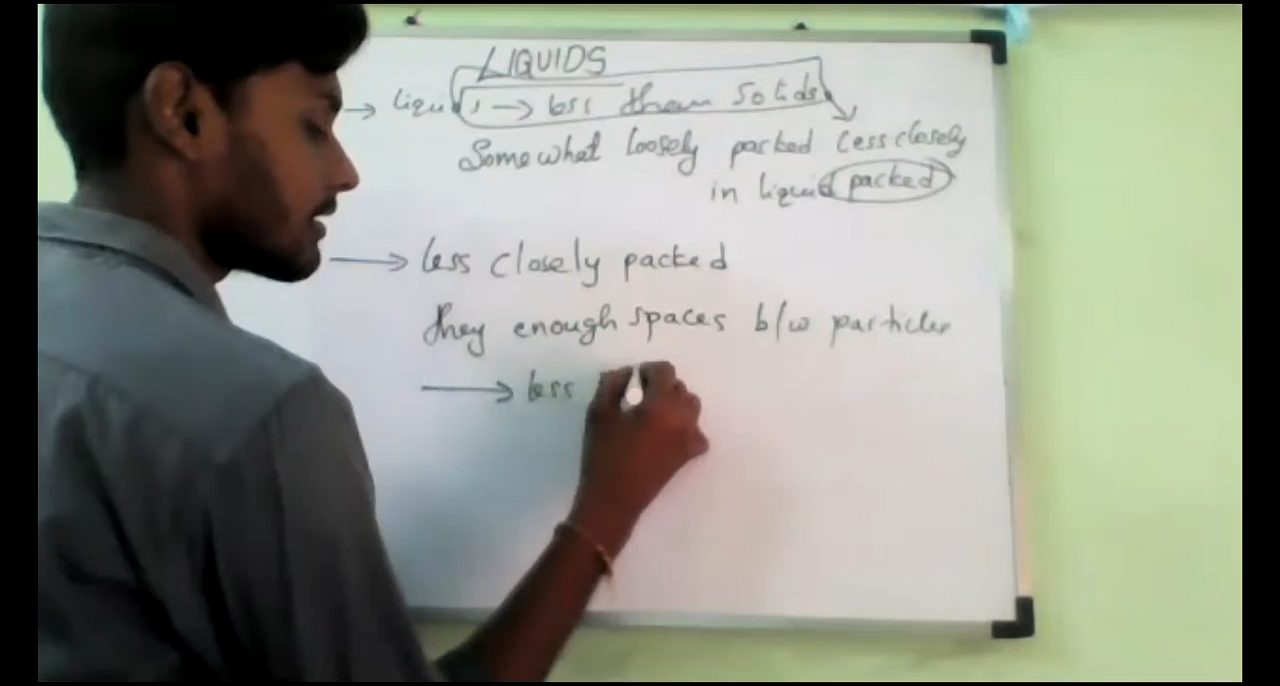 LIQUIDS
→ liqu → less them solids
Somewhat loosely packed less closely
in liquid packed
→ less closely packed
they enough spaces b/w particles
→ less